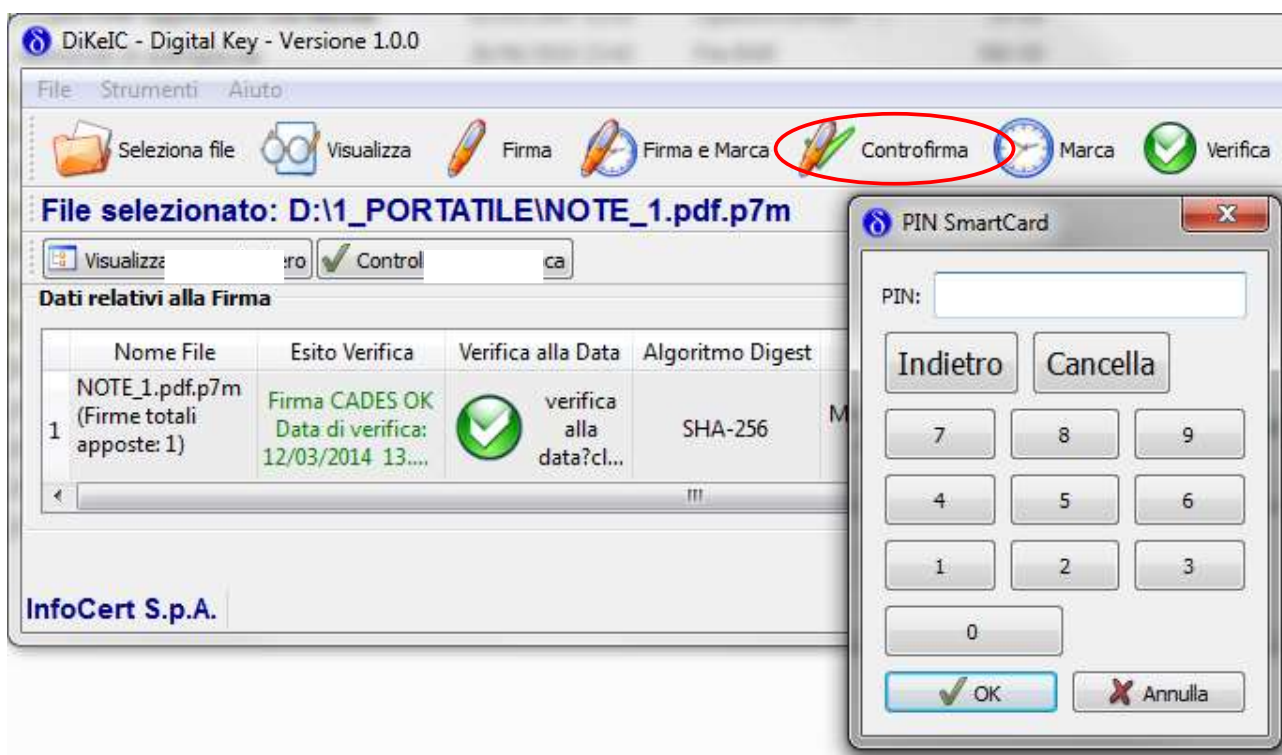 DiKeIC - Digital Key - Versione 1.0.0
File Strumenti Aiuto
Seleziona file Visualizza Firma Firma e Marca Controfirma Marca Verifica
File selezionato: D:\1_PORTATILE\NOTE_1.pdf.p7m
Visualizza ro Control ca
Dati relativi alla Firma
Nome File Esito Verifica Verifica alla Data Algoritmo Digest
1
NOTE_1.pdf.p7m
(Firme totali
apposte: 1)
Firma CADES OK
Data di verifica:
12/03/2014 13....
verifica
alla
data?cl...
SHA-256
M
InfoCert S.p.A.
PIN SmartCard
PIN:
Indietro Cancella
7 8 9
4 5 6
1 2 3
0
OK Annulla